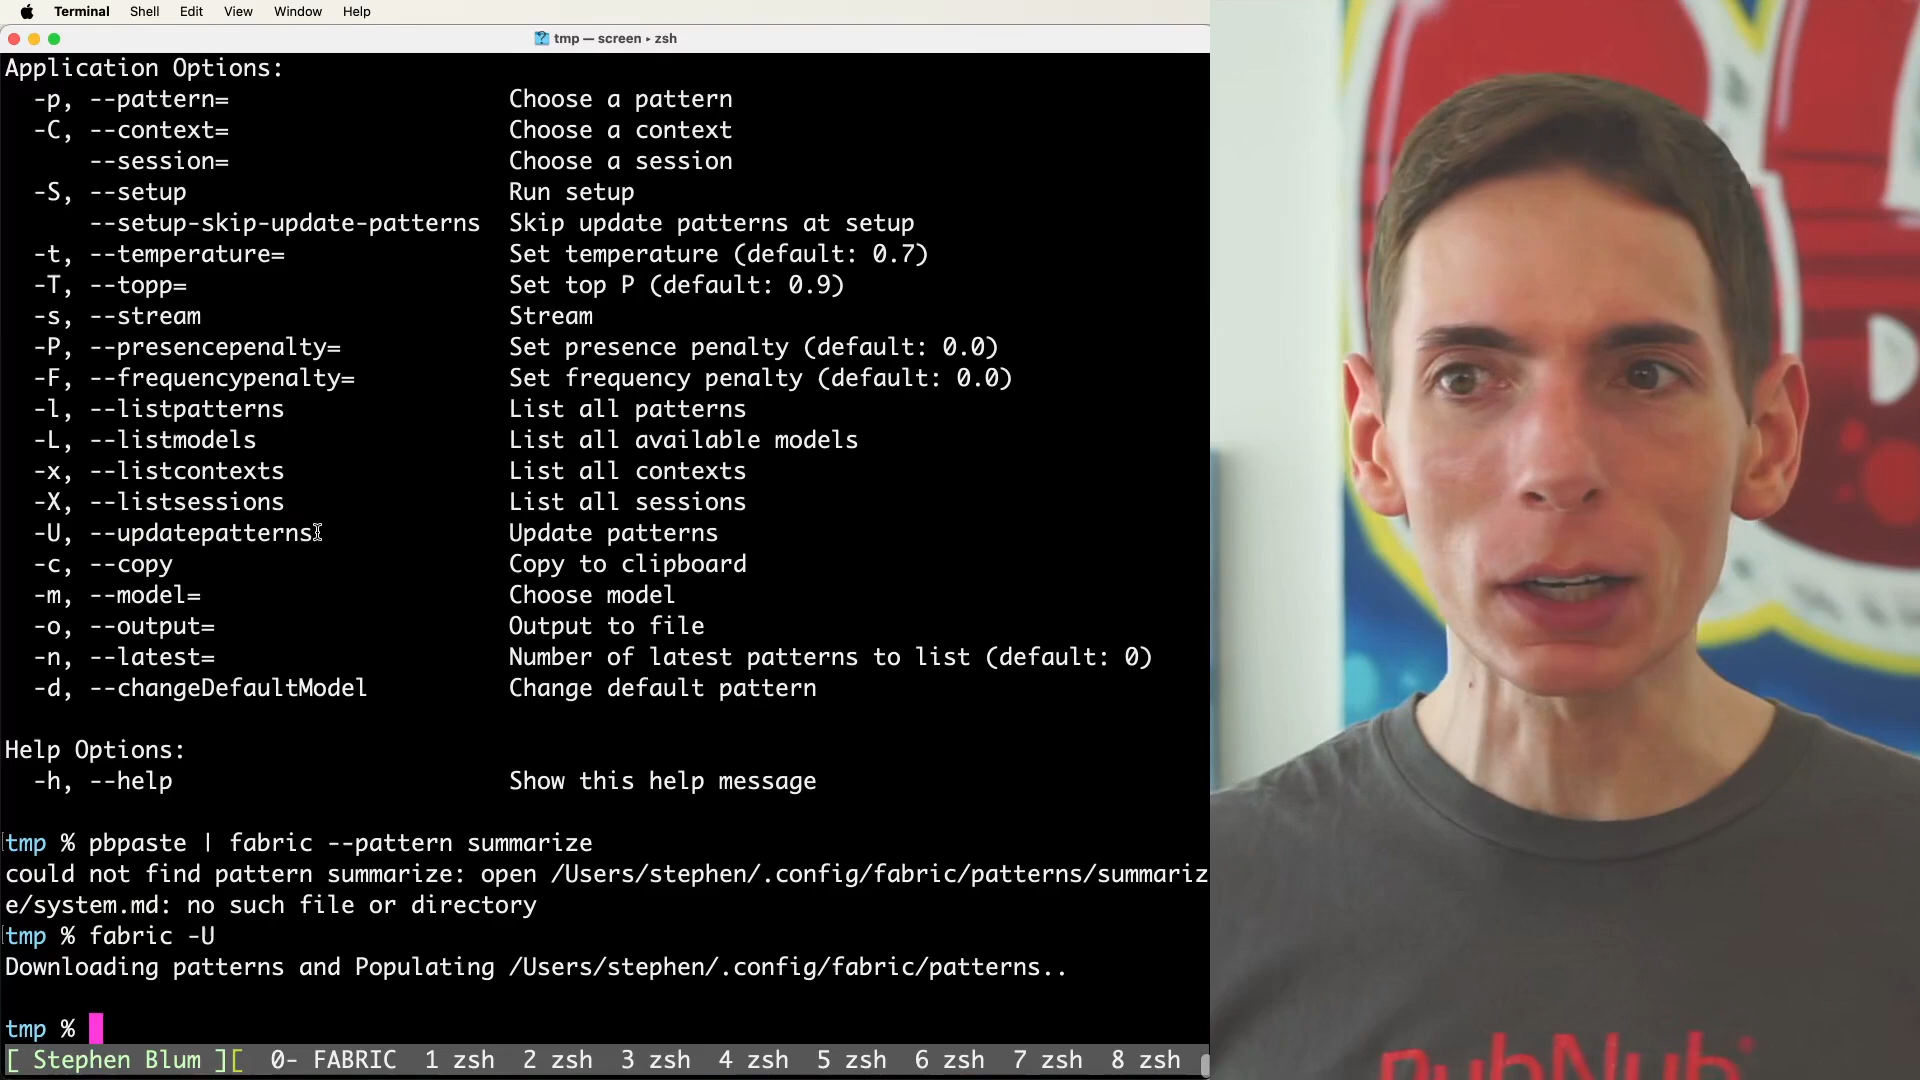 Terminal Shell Edit View Window Help
tmp — screen ▸ zsh
Application Options:
-p, --pattern= Choose a pattern
-C, --context= Choose a context
--session= Choose a session
-S, --setup Run setup
--setup-skip-update-patterns Skip update patterns at setup
-t, --temperature= Set temperature (default: 0.7)
-T, --topp= Set top P (default: 0.9)
-s, --stream Stream
-P, --presencepenalty= Set presence penalty (default: 0.0)
-F, --frequencypenalty= Set frequency penalty (default: 0.0)
-l, --listpatterns List all patterns
-L, --listmodels List all available models
-x, --listcontexts List all contexts
-X, --listsessions List all sessions
-U, --updatepatterns Update patterns
-c, --copy Copy to clipboard
-m, --model= Choose model
-o, --output= Output to file
-n, --latest= Number of latest patterns to list (default: 0)
-d, --changeDefaultModel Change default pattern
Help Options:
-h, --help Show this help message
tmp % pbpaste | fabric --pattern summarize
could not find pattern summarize: open /Users/stephen/.config/fabric/patterns/summariz
e/system.md: no such file or directory
tmp % fabric -U
Downloading patterns and Populating /Users/stephen/.config/fabric/patterns..
tmp %
[ Stephen Blum ][ 0- FABRIC 1 zsh 2 zsh 3 zsh 4 zsh 5 zsh 6 zsh 7 zsh 8 zsh
PubNub